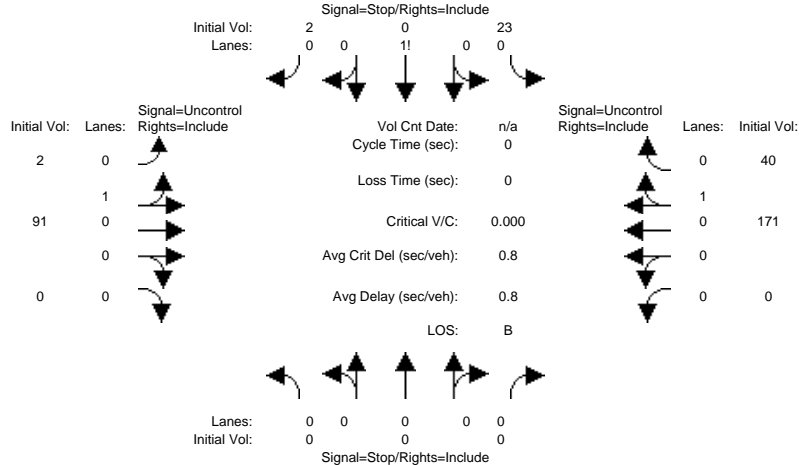 Signal=Stop/Rights=Include
Initial Vol: 2 0 23
Lanes: 0 0 1! 0 0
Signal=Uncontrol Signal=Uncontrol
Initial Vol: Lanes: Rights=Include Vol Cnt Date: n/a Rights=Include Lanes: Initial Vol:
Cycle Time (sec): 0
2 0 0 40
Loss Time (sec): 0
1 1
91 0 Critical V/C: 0.000 0 171
0 Avg Crit Del (sec/veh): 0.8 0
0 0 Avg Delay (sec/veh): 0.8 0 0
LOS: B
Lanes: 0 0 0 0 0
Initial Vol: 0 0 0
Signal=Stop/Rights=Include